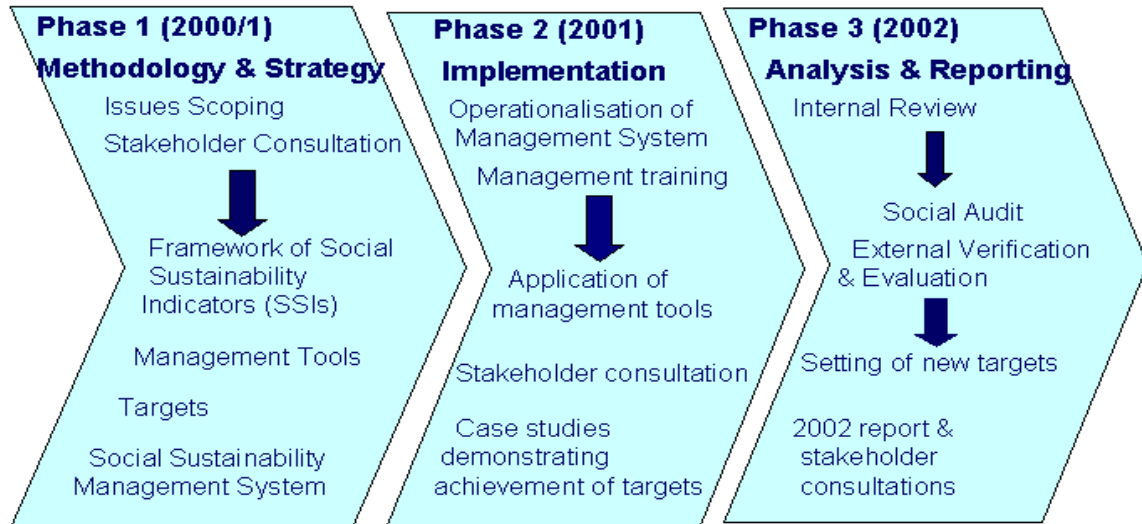 Phase 1 (2000/1)
Methodology & Strategy
Issues Scoping
Stakeholder Consultation
Framework of Social
Sustainability
Indicators (SSIs)
Management Tools
Targets
Social Sustainability
Management System
Phase 2 (2001)
Implementation
Operationalisation of
Management System
Management training
Application of
management tools
Stakeholder consultation
Case studies
demonstrating
achievement of targets
Phase 3 (2002)
Analysis & Reporting
Internal Review
Social Audit
External Verification
& Evaluation
Setting of new targets
2002 report &
stakeholder
consultations